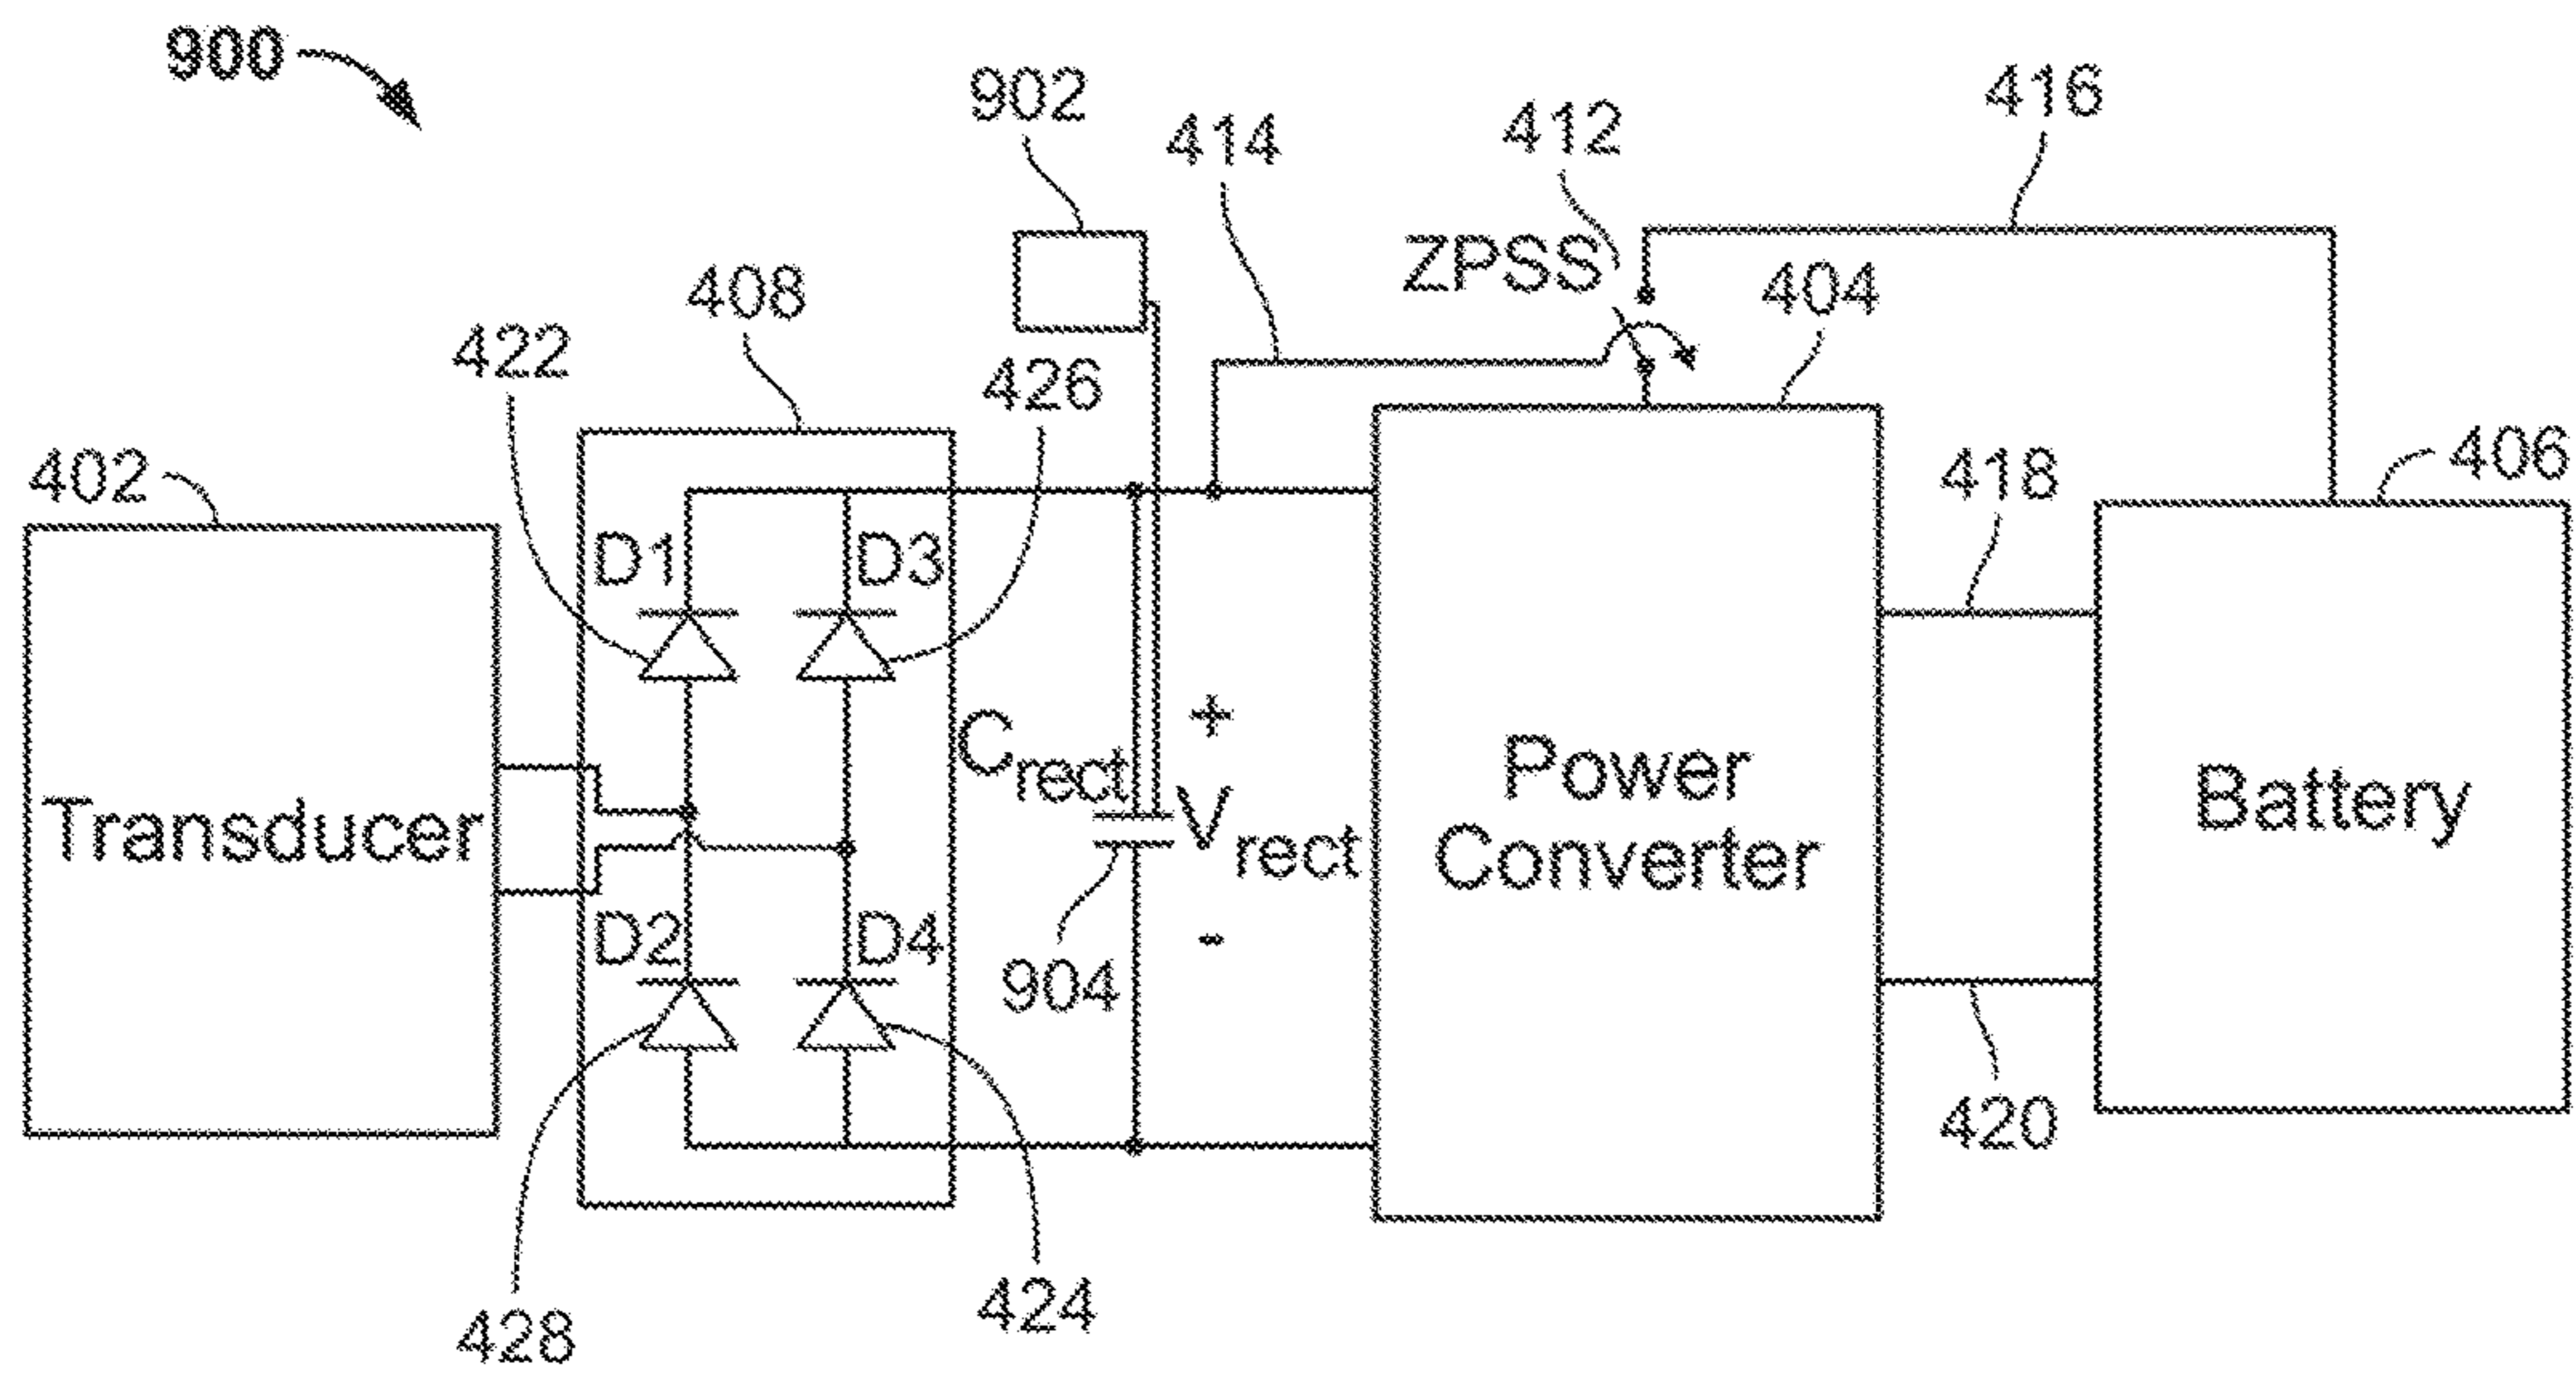 900
902
416
412
414
ZPSS
404
408
422
426
406
402
418
D1
D3
Crect
+
Vrect
-
Transducer
Power
Converter
Battery
D2
D4
904
420
424
428